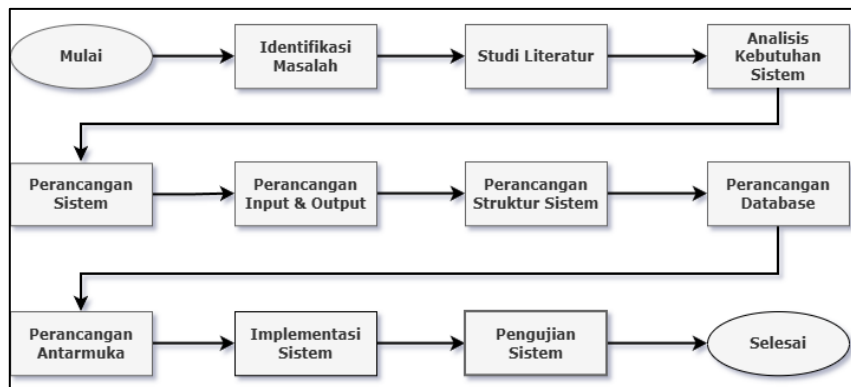 Mulai
Identifikasi
Masalah
Studi Literatur
Analisis
Kebutuhan
Sistem
Perancangan
Sistem
Perancangan
Input & Output
Perancangan
Struktur Sistem
Perancangan
Database
Perancangan
Antarmuka
Implementasi
Sistem
Pengujian
Sistem
Selesai